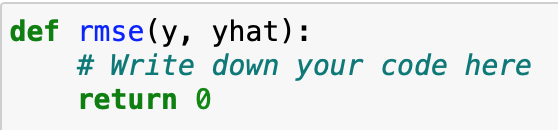 def rmse(y, yhat):
    # Write down your code here
    return 0